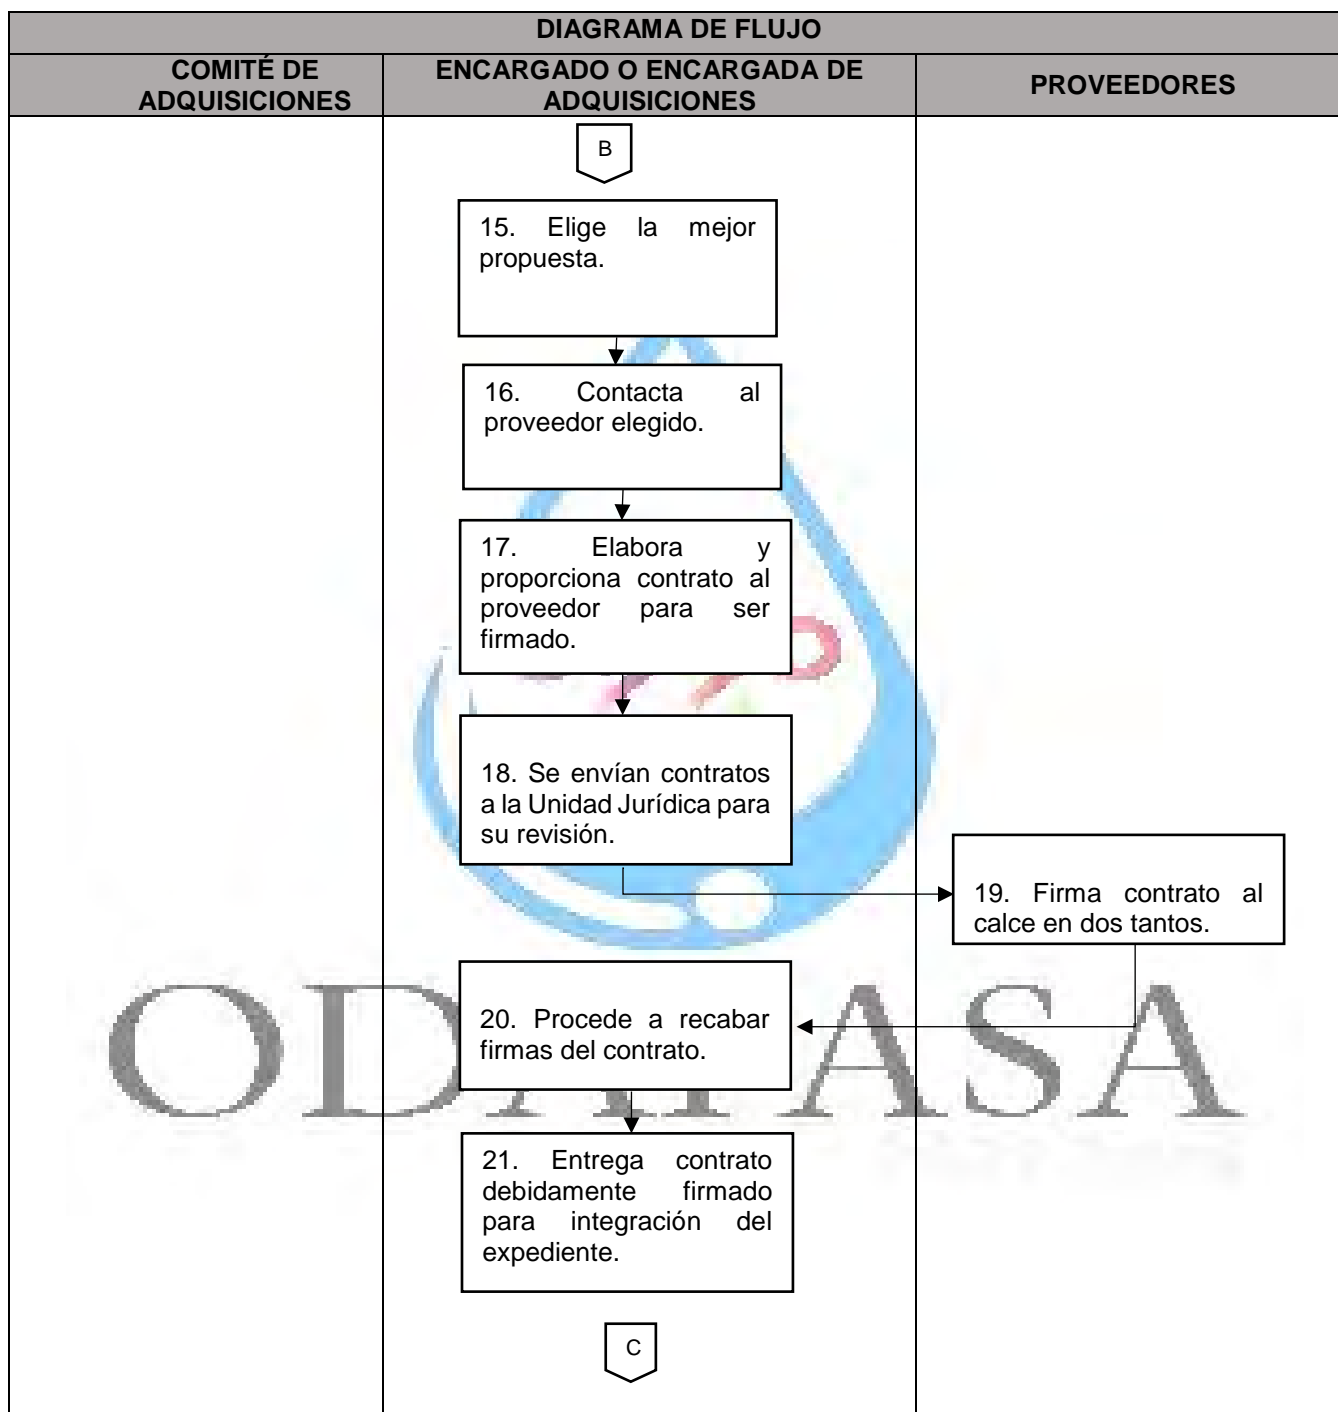 DIAGRAMA DE FLUJO
COMITÉ DE
ADQUISICIONES
ENCARGADO O ENCARGADA DE
ADQUISICIONES
PROVEEDORES
B
15. Elige la mejor
propuesta.
16. Contacta al
proveedor elegido.
17. Elabora y
proporciona contrato al
proveedor para ser
firmado.
18. Se envían contratos
a la Unidad Jurídica para
su revisión.
19. Firma contrato al
calce en dos tantos.
20. Procede a recabar
firmas del contrato.
21. Entrega contrato
debidamente firmado
para integración del
expediente.
C